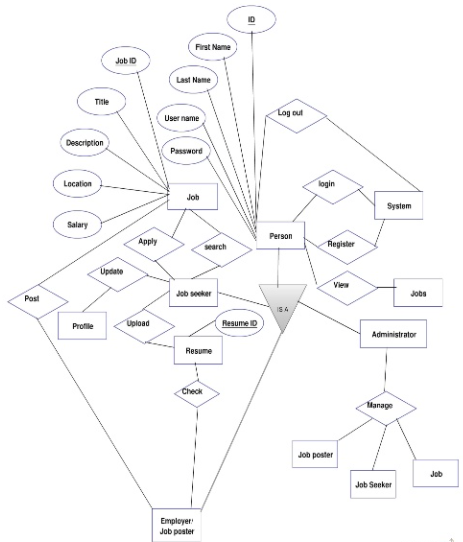 ID
First Name
Job ID
Last Name
Title
Log out
User name
Description
Password
login
Location
Job
System
Salary
Person
Apply
search
Register
Update
View
Post
Job seeker
Jobs
Profile
Upload
Resume ID
IS A
Administrator
Resume
Check
Manage
Job poster
Job Seeker
Job
Employer/
Job poster